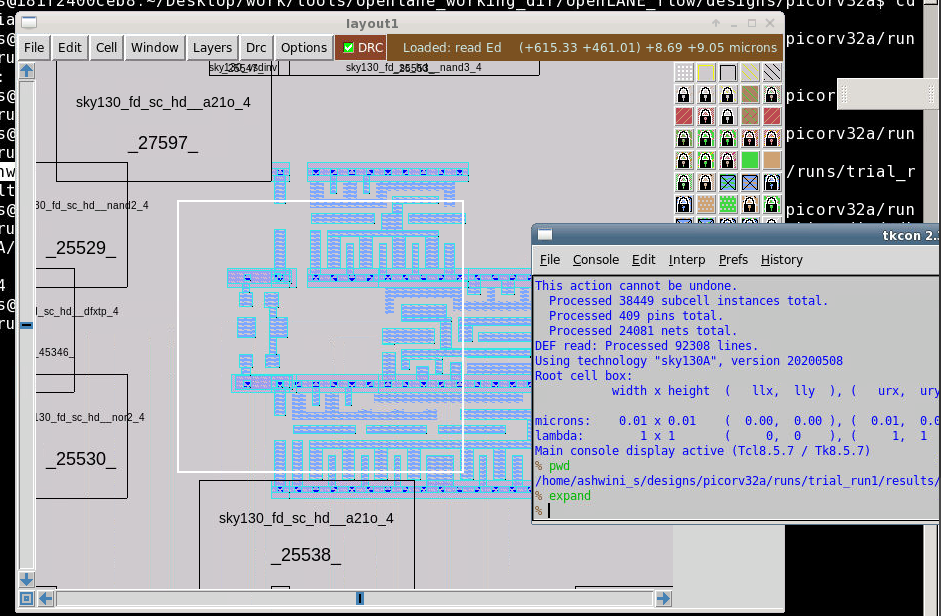 s@181f2400ceb8:~/Desktop/work/tools/openlane_working_dir/openLANE_flow/designs/picorv32a$ cd
layout1
File Edit Cell Window Layers Drc Options DRC Loaded: read Ed (+615.33 +461.01) +8.69 +9.05 microns
picorv32a/run
sky130_fd_sc_hd__nand3_4
sky130_fd_sc_hd__a21o_4
_27597_
picor
picorv32a/run
/runs/trial_r
picorv32a/run
30_fd_sc_hd__nand2_4
_25529_
l_fd_sc_hd__dfxtp_4
45346_
130_fd_sc_hd__nor2_4
_25530_
sky130_fd_sc_hd__a21o_4
_25538_
tkcon 2.
File Console Edit Interp Prefs History
This action cannot be undone.
Processed 38449 subcell instances total.
Processed 409 pins total.
Processed 24081 nets total.
DEF read: Processed 92308 lines.
Using technology "sky130A", version 20200508
Root cell box:
width x height ( llx, lly ), ( urx, ury
microns: 0.01 x 0.01 ( 0.00, 0.00 ), ( 0.01, 0.0
lambda: 1 x 1 ( 0, 0 ), ( 1, 1
Main console display active (Tcl8.5.7 / Tk8.5.7)
% pwd
/home/ashwini_s/designs/picorv32a/runs/trial_run1/results/
% expand
%